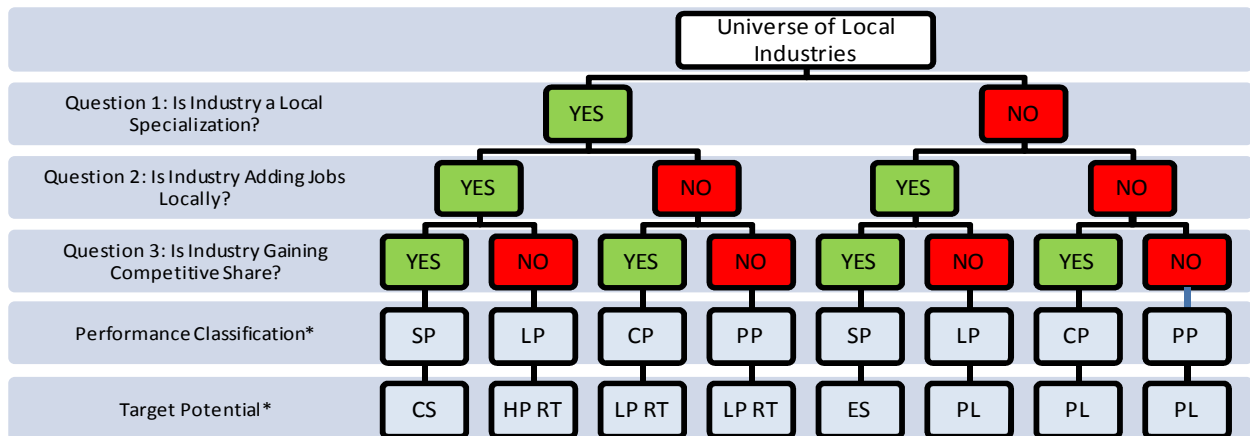 Universe of Local
Industries
Question 1: Is Industry a Local
Specialization?
YES
NO
Question 2: Is Industry Adding Jobs
Locally?
YES
NO
YES
NO
Question 3: Is Industry Gaining
Competitive Share?
YES
NO
YES
NO
YES
NO
YES
NO
Performance Classification*
SP
LP
CP
PP
SP
LP
CP
PP
Target Potential*
CS
HP RT
LP RT
LP RT
ES
PL
PL
PL